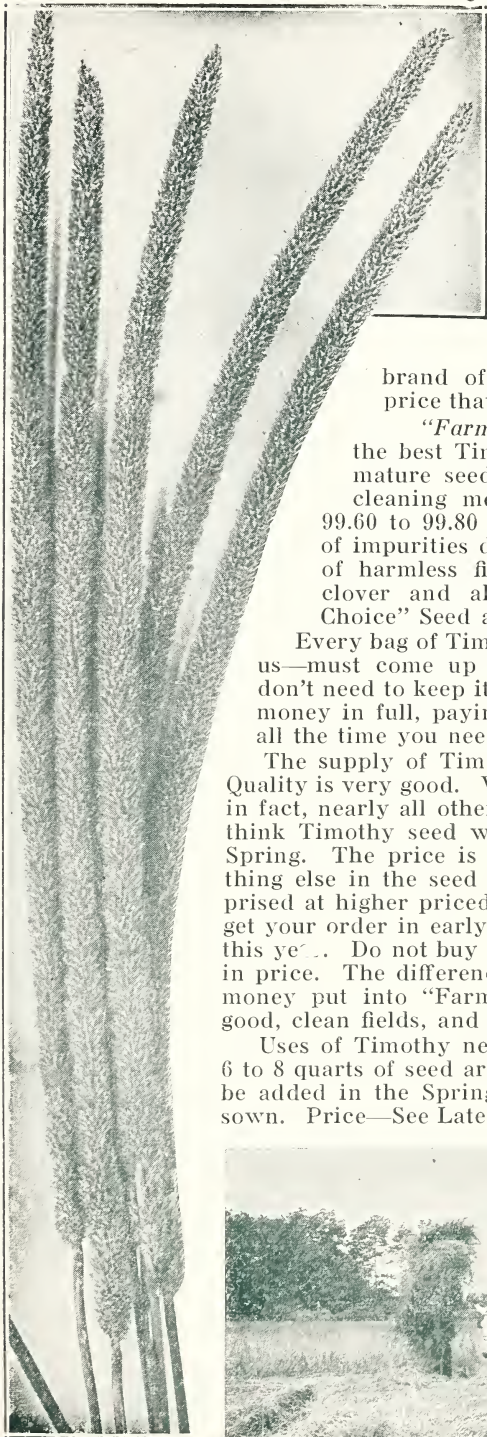 brand of
price tha
"Farm
the best Tim
mature seed
cleaning me
99.60 to 99.80
of impurities
of harmless fi
clover and al
Choice" Seed a
Every bag of Tim
us—must come up
don't need to keep it
money in full, payin
all the time you nee
The supply of Tim
Quality is very good.
in fact, nearly all othe
think Timothy seed w
Spring. The price is
thing else in the seed
prised at higher priced
get your order in early
this ye
Do not buy
in price. The differen
money put into "Farm
good, clean fields, and
Uses of Timothy ne
6 to 8 quarts of seed ar
be added in the Spring
sown. Price—See Late